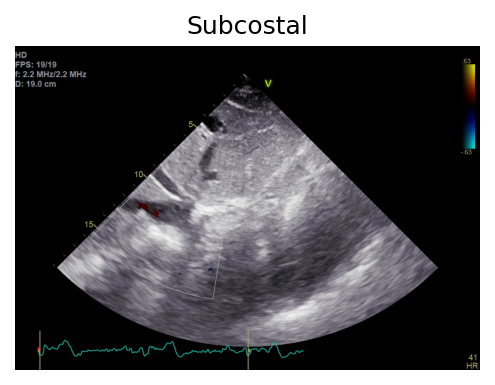 Subcostal
HD
FPS: 19/19
f: 2.2 MHz/2.2 MHz
D: 19.0 cm
V
63
-.63
5
10
15
41
HR